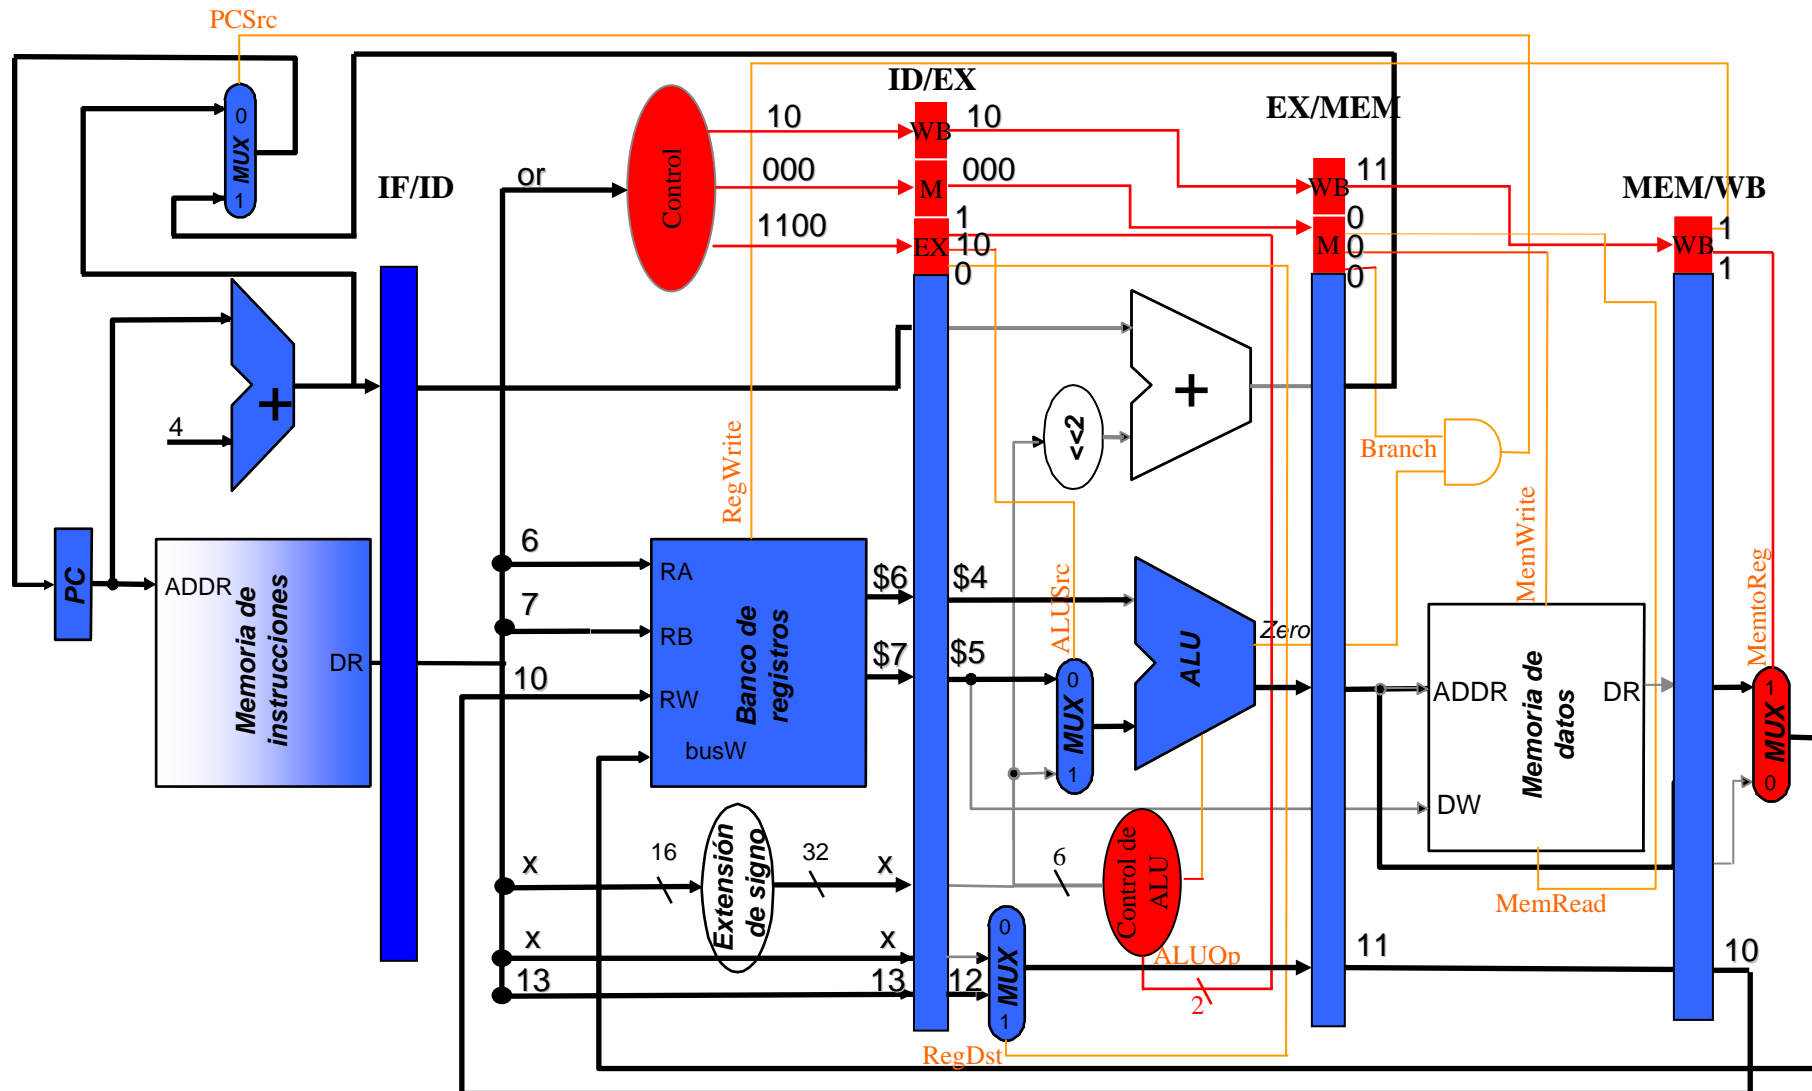 PCSrc
0
MUX
1
IF/ID
or
Control
10
000
1100
ID/EX
WB
M
EX
10
000
1
10
0
EX/MEM
WB
M
11
0
0
0
MEM/WB
WB
1
1
+
4
PC
ADDR
Memoria de
instrucciones
DR
6
7
10
RegWrite
RA
RB
RW
busW
Banco de
registros
$6
$7
$4
$5
<<2
+
ALUSrc
0
MUX
1
ALU
Zero
Branch
MemWrite
ADDR
DR
Memoria de
datos
DW
MemRead
MemtoReg
1
MUX
0
x
16
Extensión
de signo
32
x
6
Control de
ALU
ALUOp
2
x
x
13
13
12
0
MUX
1
RegDst
11
10